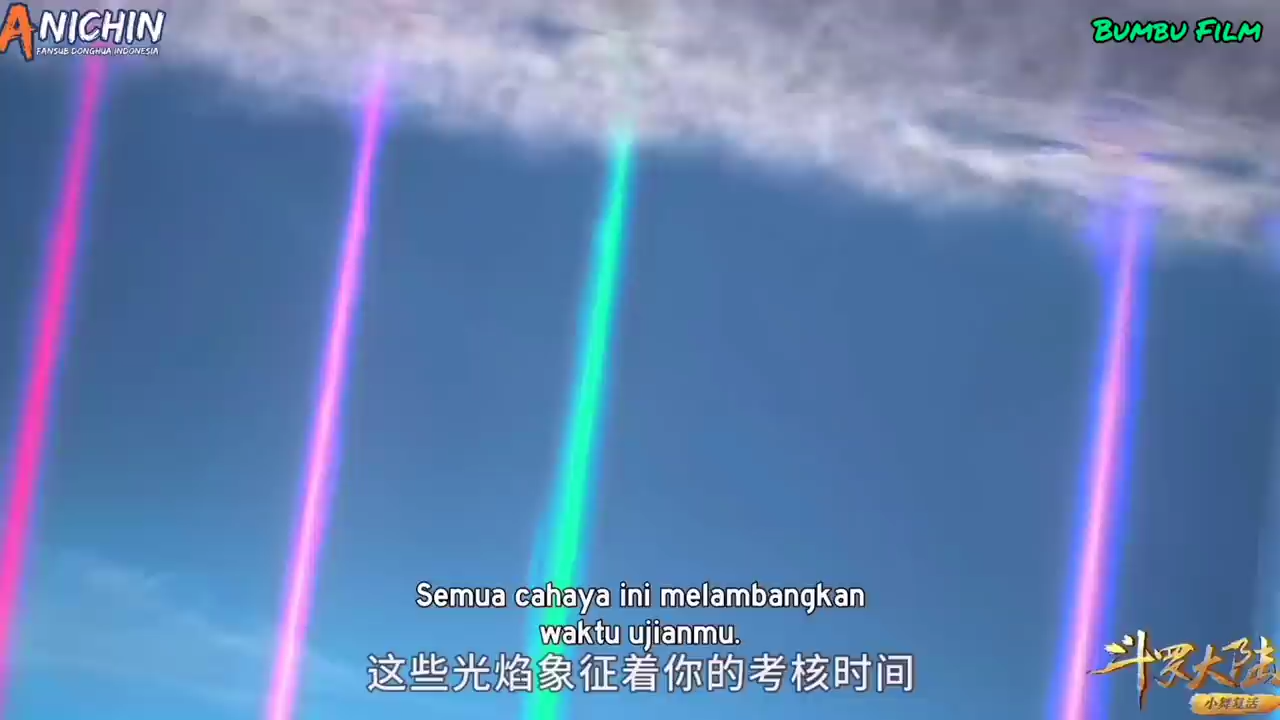 ANICHIN
FANSUB DONGHUA INDONESIA
BUMBU FILM
Semua cahaya ini melambangkan
waktu ujianmu.
这些光焰象征着你的考核时间
斗罗大陆
小舞复活